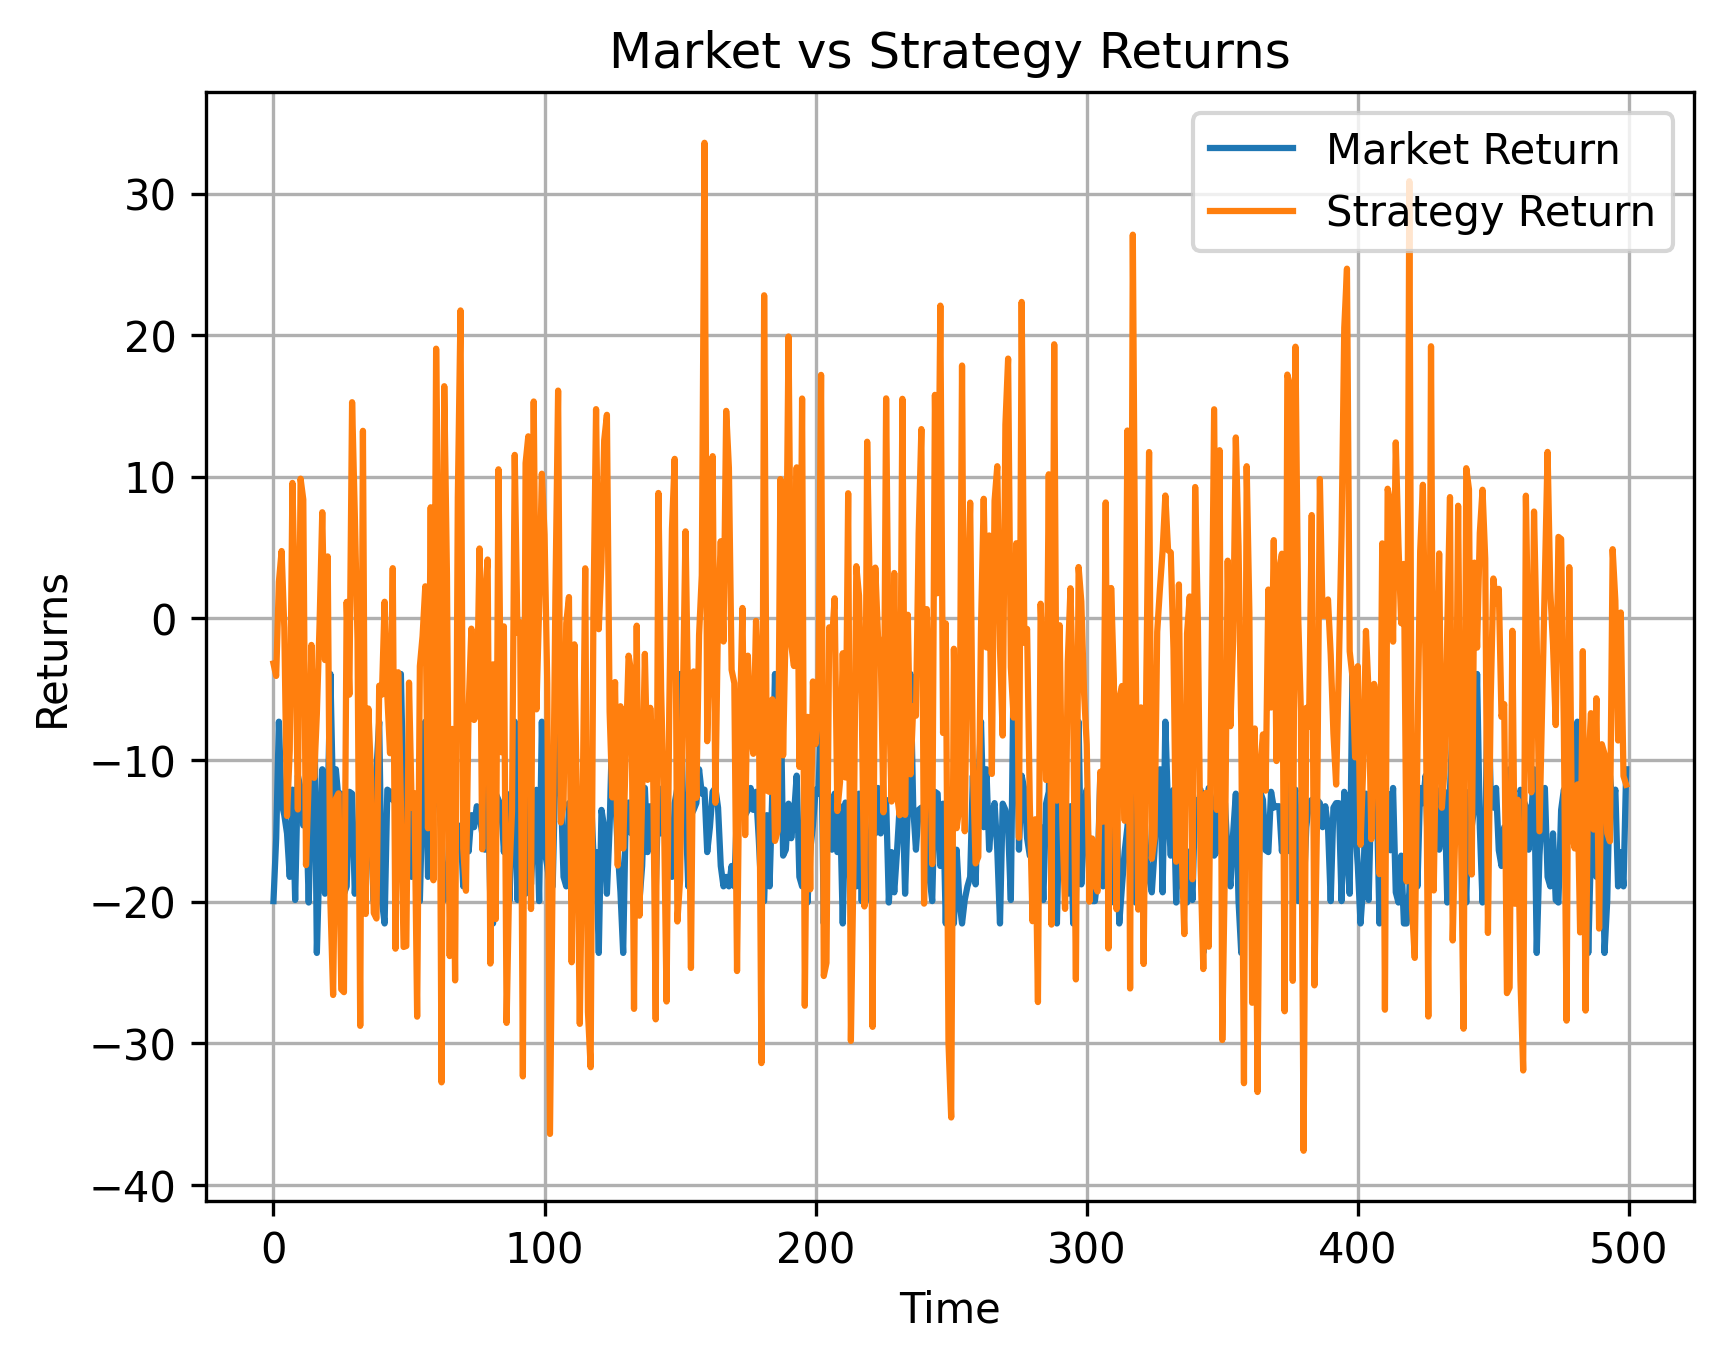 Market vs Strategy Returns
Market Return
Strategy Return
Returns
30
20
10
0
−10
−20
−30
−40
0 100 200 300 400 500
Time